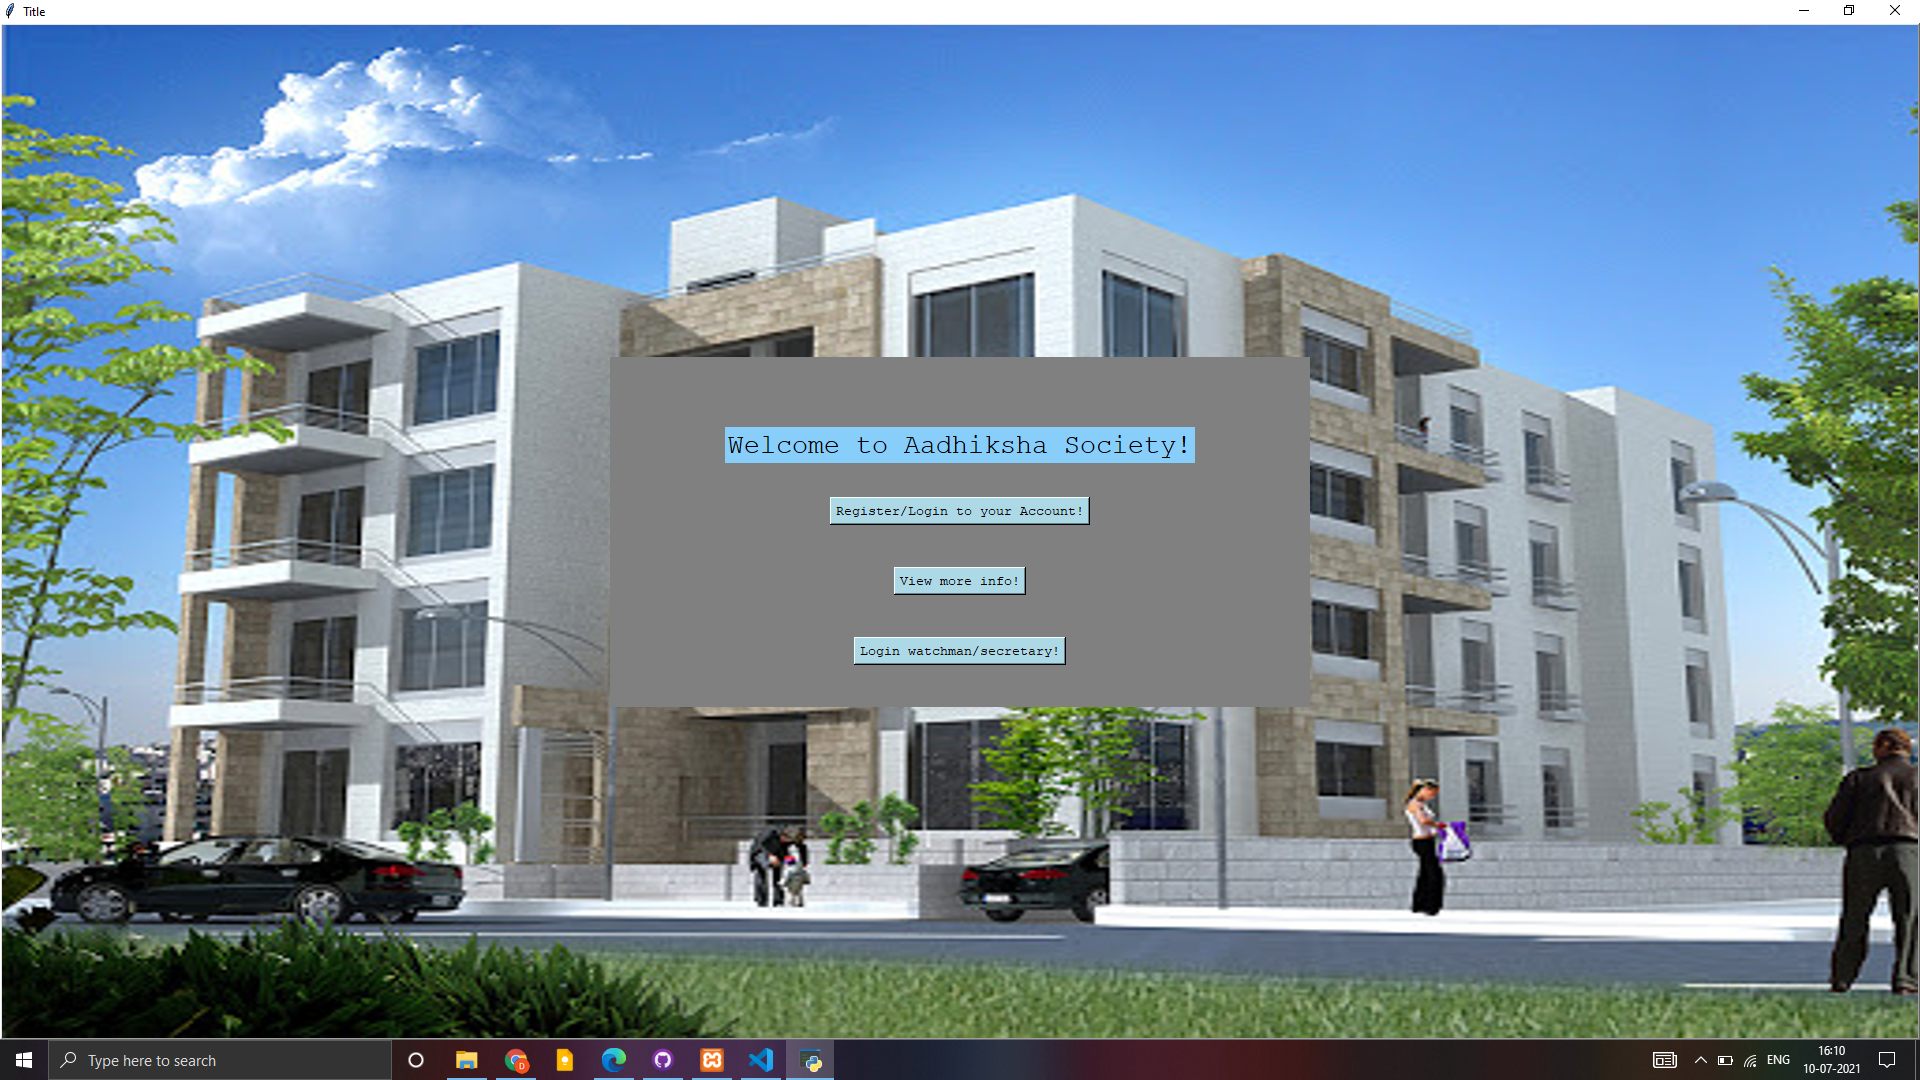 Title
Welcome to Aadhiksha Society!
Register/Login to your Account!
View more info!
Login watchman/secretary!
Type here to search
D
ENG
16:10
10-07-2021